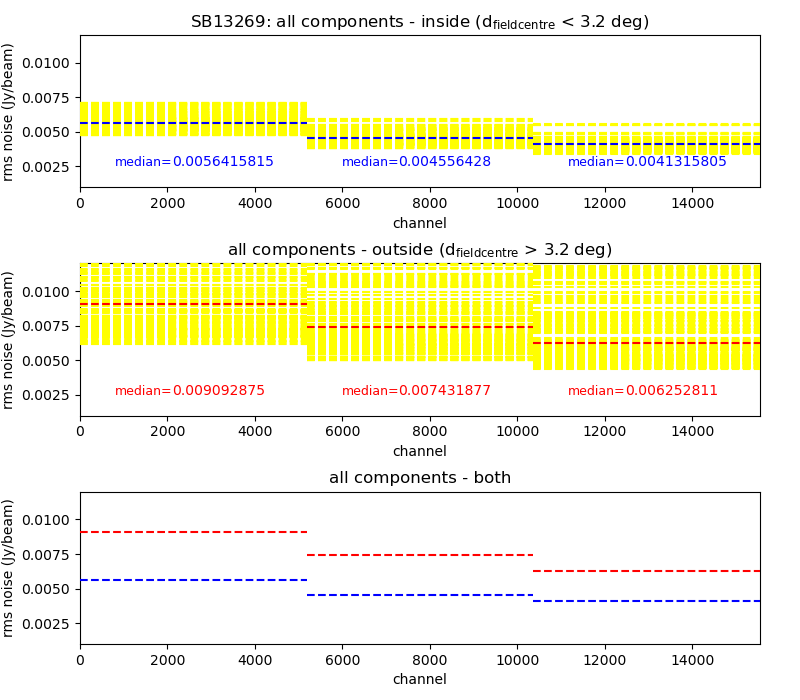 SB13269: all components - inside (dfieldcentre < 3.2 deg)
rms noise (Jy/beam)
0.0100
0.0075
0.0050
0.0025
median=0.0056415815 median=0.004556428 median=0.0041315805
0 2000 4000 6000 8000 10000 12000 14000
channel
all components - outside (dfieldcentre > 3.2 deg)
rms noise (Jy/beam)
0.0100
0.0075
0.0050
0.0025
median=0.009092875 median=0.007431877 median=0.006252811
0 2000 4000 6000 8000 10000 12000 14000
channel
all components - both
rms noise (Jy/beam)
0.0100
0.0075
0.0050
0.0025
0 2000 4000 6000 8000 10000 12000 14000
channel